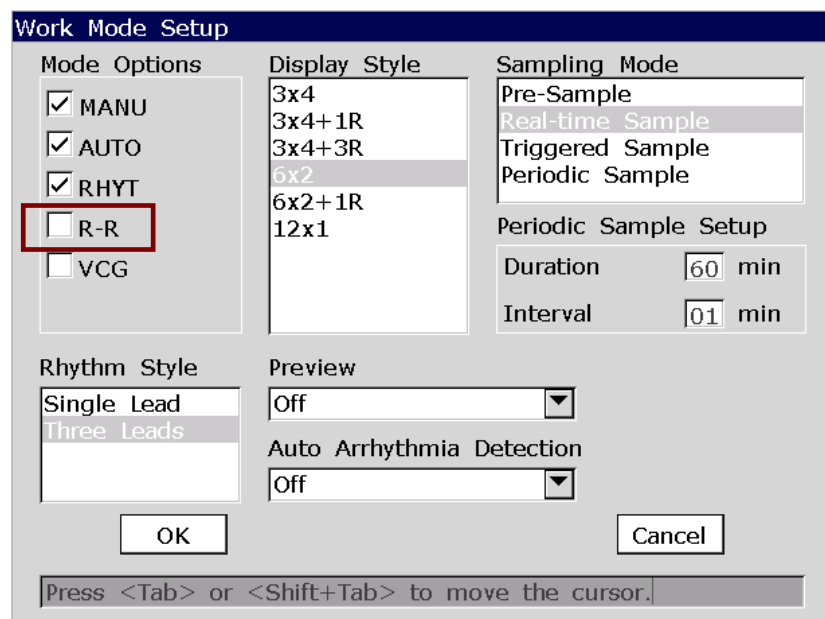 Work Mode Setup
Mode Options
MANU
AUTO
RHYT
R-R
VCG
Display Style
3x4
3x4+1R
3x4+3R
6x2
6x2+1R
12x1
Sampling Mode
Pre-Sample
Real-time Sample
Triggered Sample
Periodic Sample
Periodic Sample Setup
Duration 60 min
Interval 01 min
Rhythm Style
Single Lead
Three Leads
Preview
Off
Auto Arrhythmia Detection
Off
OK
Cancel
Press <Tab> or <Shift+Tab> to move the cursor.